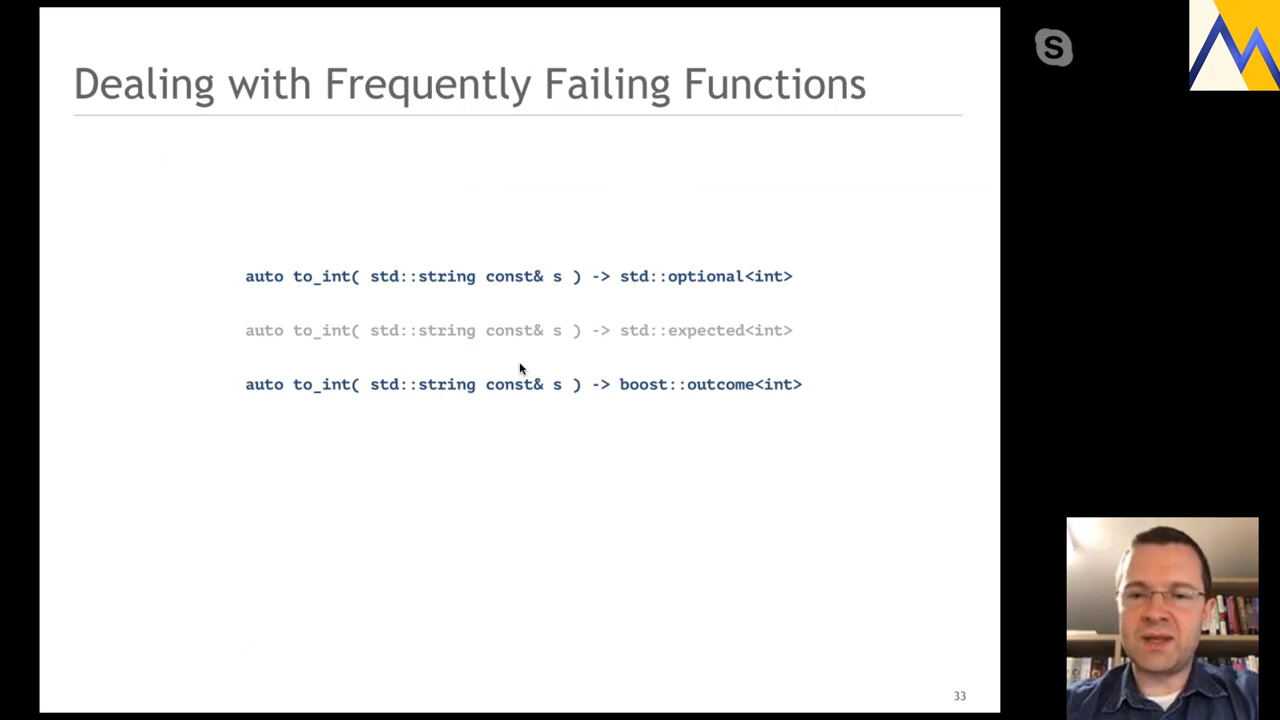 Dealing with Frequently Failing Functions
auto to_int( std::string const& s ) -> std::optional<int>
auto to_int( std::string const& s ) -> std::expected<int>
auto to_int( std::string const& s ) -> boost::outcome<int>
33